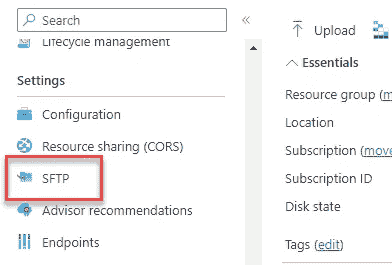 Search
«
Lifecycle management
Settings
Configuration
Resource sharing (CORS)
SFTP
Advisor recommendations
Endpoints
Upload
Essentials
Resource group (m
Location
Subscription (move
Subscription ID
Disk state
Tags (edit)